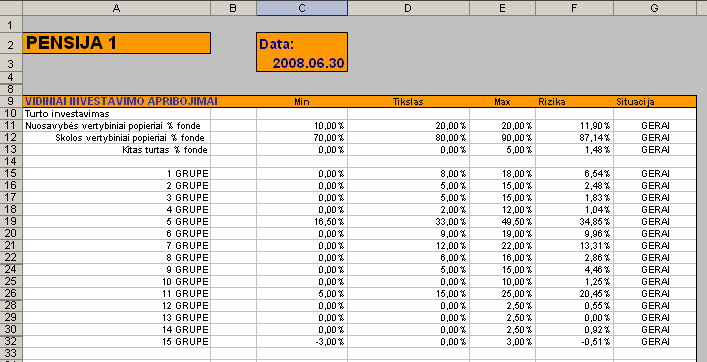 A B C D E F G
1
2 PENSIJA 1 Data:
3 2008.06.30
4
8
9 VIDINIAI INVESTAVIMO APRIBOJIMAI Min Tikslas Max Rizika Situacija
10 Turto investavimas
11 Nuosavybės vertybiniai popieriai % fonde 10,00% 20,00% 20,00% 11,90% GERAI
12 Skolos vertybiniai popieriai % fonde 70,00% 80,00% 90,00% 87,14% GERAI
13 Kitas turtas % fonde 0,00% 0,00% 5,00% 1,48% GERAI
14
15 1 GRUPE 0,00% 8,00% 18,00% 6,54% GERAI
16 2 GRUPE 0,00% 5,00% 15,00% 2,48% GERAI
17 3 GRUPE 0,00% 5,00% 15,00% 1,83% GERAI
18 4 GRUPE 0,00% 2,00% 12,00% 1,04% GERAI
19 5 GRUPE 16,50% 33,00% 49,50% 34,85% GERAI
20 6 GRUPE 0,00% 9,00% 19,00% 9,96% GERAI
21 7 GRUPE 12,00% 22,00% 13,31% GERAI
22 8 GRUPE 0,00% 6,00% 16,00% 2,86% GERAI
24 9 GRUPE 0,00% 5,00% 15,00% 4,46% GERAI
25 10 GRUPE 0,00% 0,00% 10,00% 1,25% GERAI
26 11 GRUPE 5,00% 15,00% 25,00% 20,45% GERAI
28 12 GRUPE 0,00% 0,00% 2,50% 0,55% GERAI
29 13 GRUPE 0,00% 0,00% 2,50% 0,00% GERAI
30 14 GRUPE 0,00% 0,00% 2,50% 0,92% GERAI
32 15 GRUPE -3,00% 0,00% 3,00% -0,51% GERAI
33